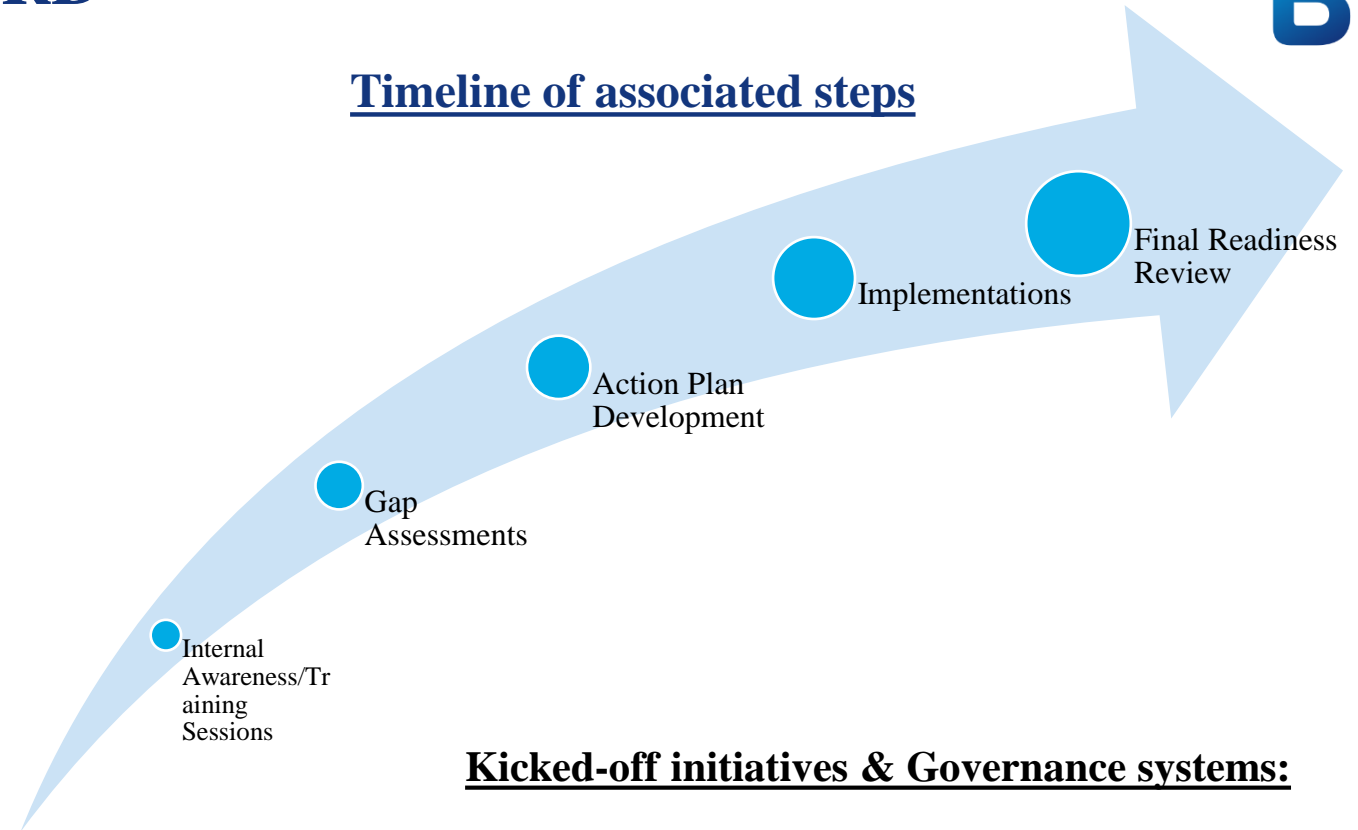 Timeline of associated steps
Final Readiness
Review
Implementations
Action Plan
Development
Gap
Assessments
Internal
Awareness/Tr
aining
Sessions
Kicked-off initiatives & Governance systems: